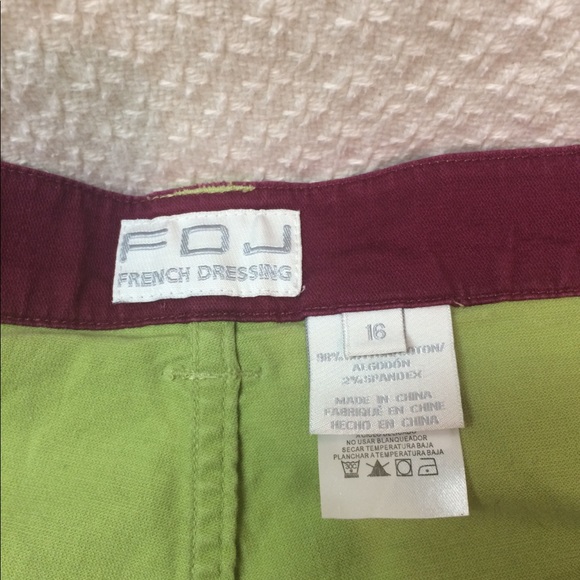 FDJ
FRENCH DRESSING
16
98% COTTON/
ALGODÓN
2% SPANDEX
MADE IN CHINA
FABRIQUÉ EN CHINE
HECHO EN CHINA
NO USAR BLANQUEADOR
SECAR TEMPERATURA BAJA
PLANCHAR A TEMPERATURA BAJA